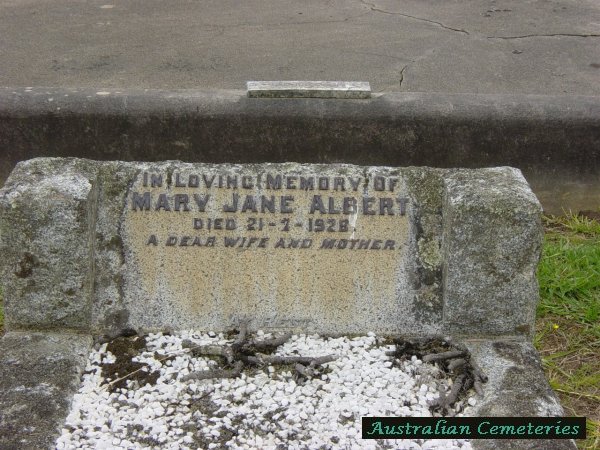 In Loving Memory Of
Mary Jane Albert
Died 21-7-1928
A dear wife and mother.
Australian Cemeteries